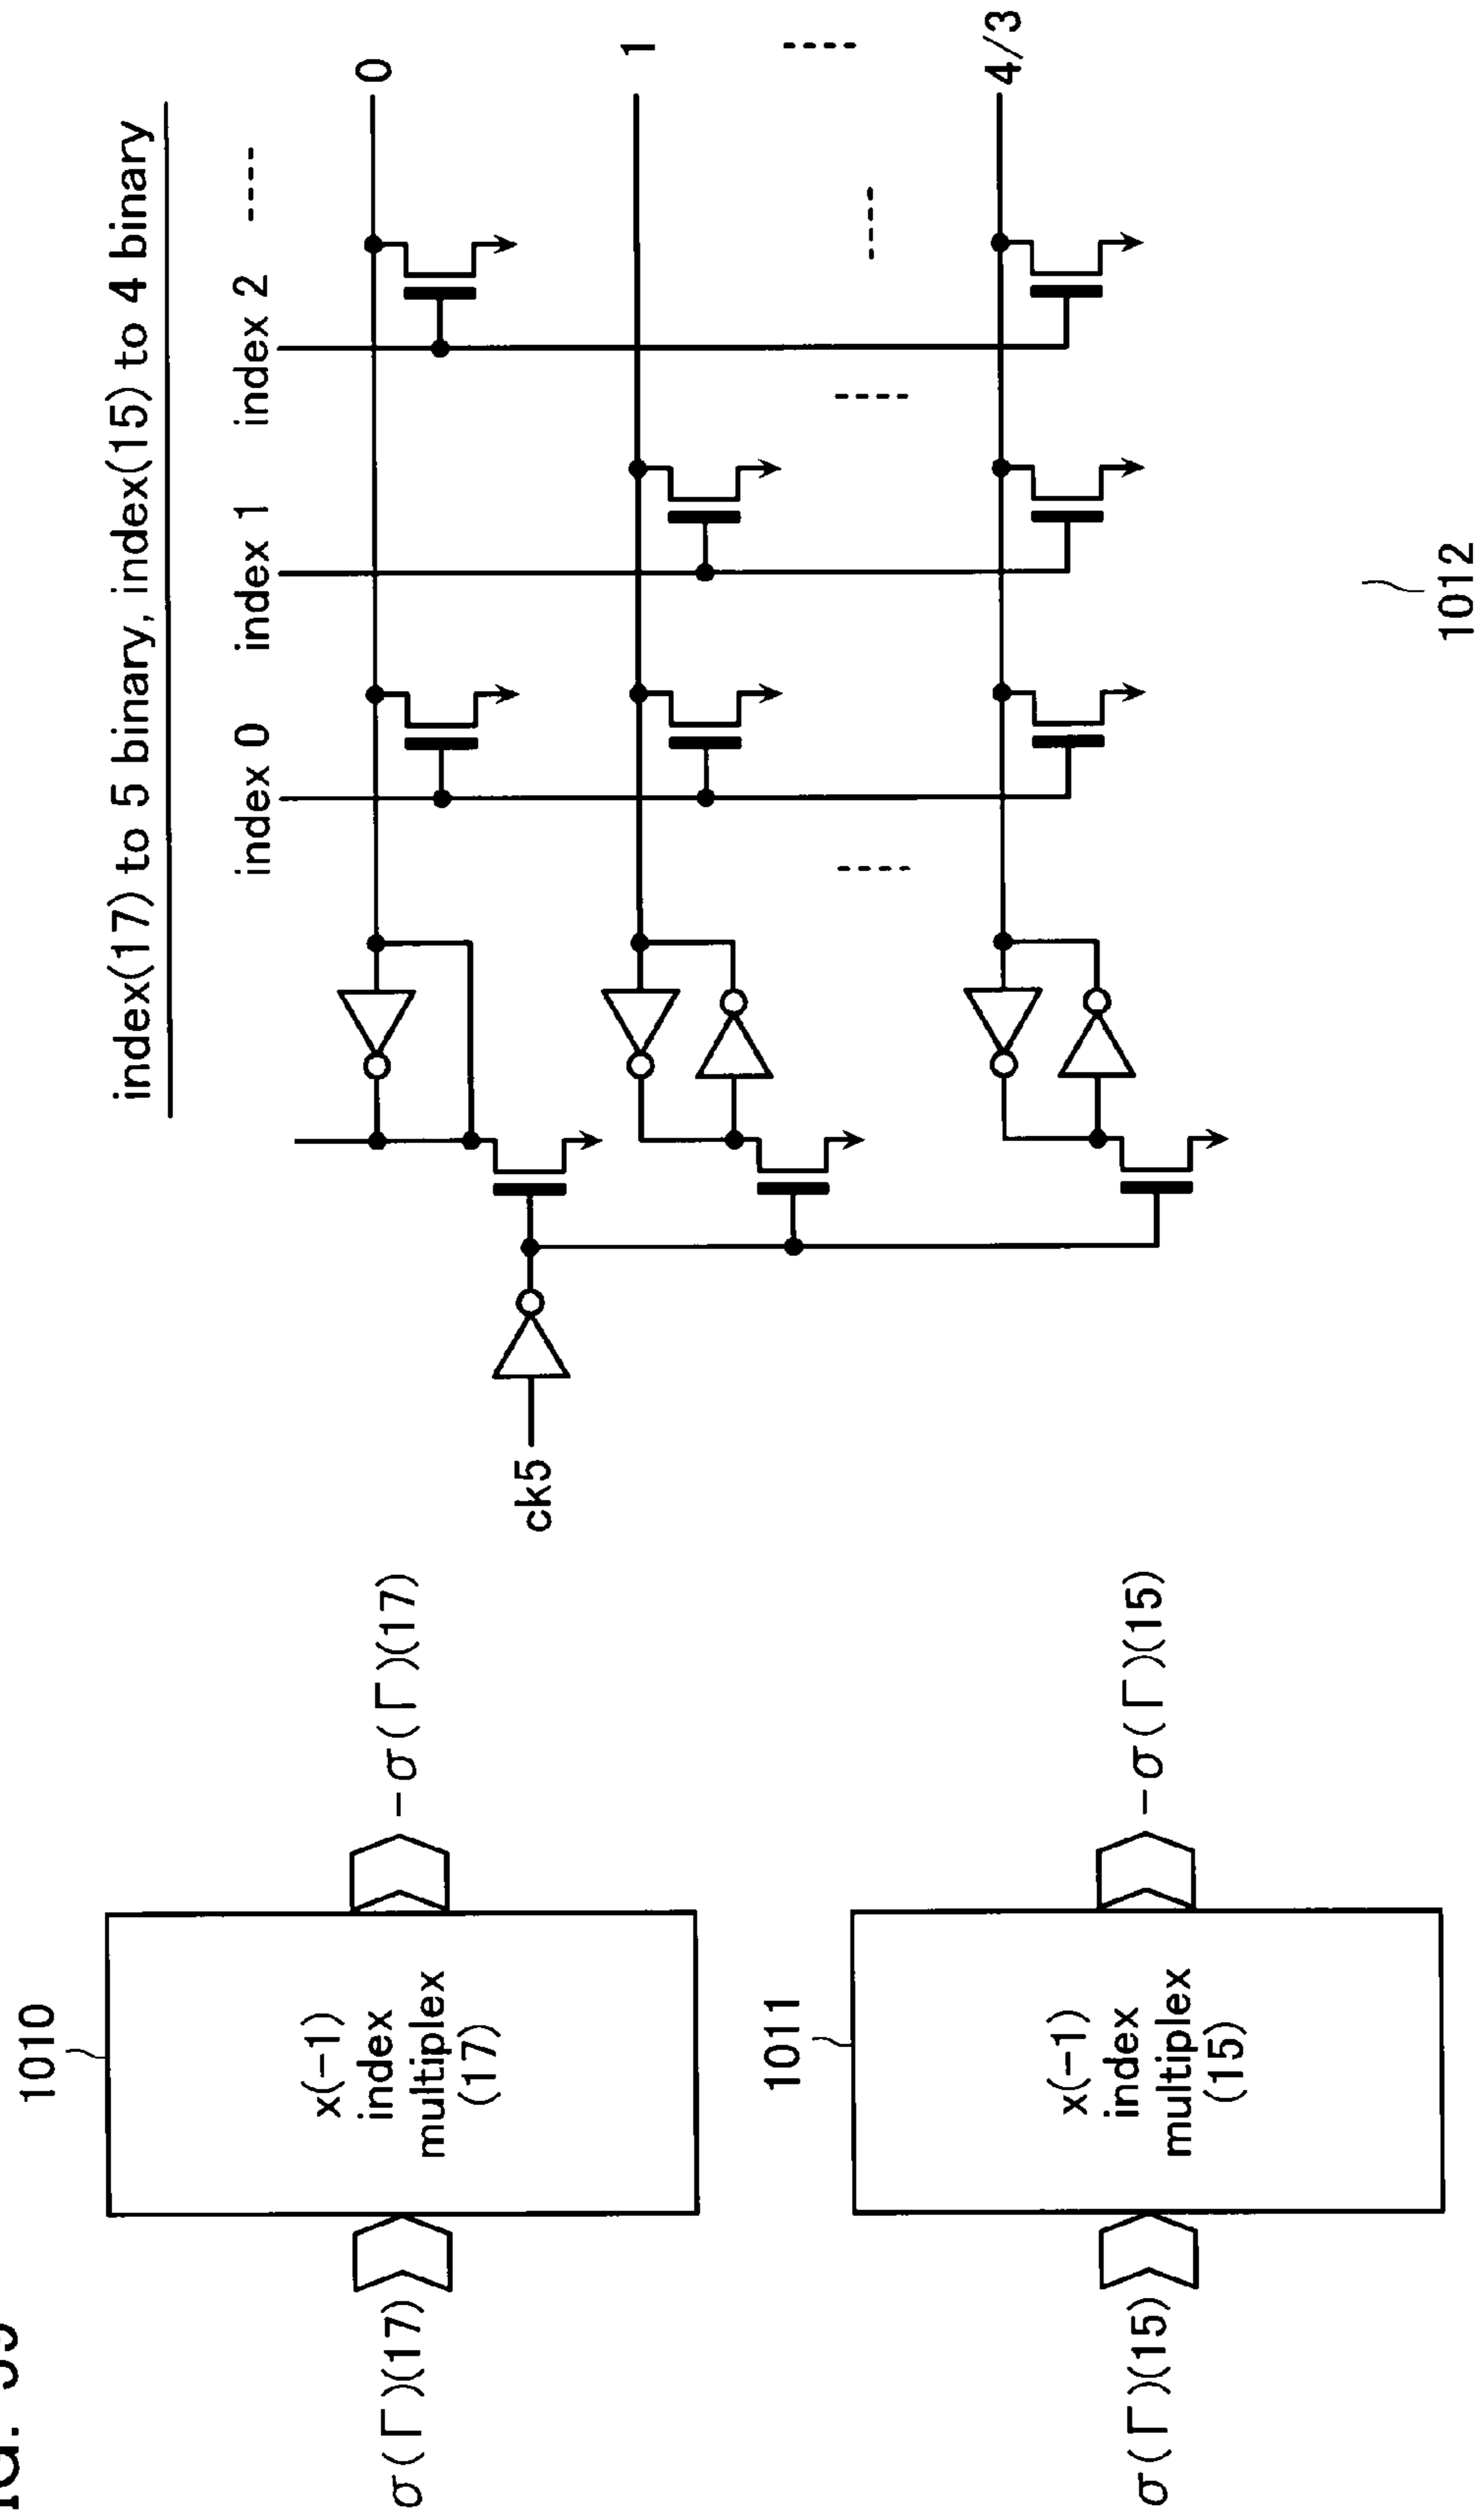 1010
σ(Γ)(17)
x(-1)
index
multiplex
(17)
-σ(Γ)(17)
1011
σ(Γ)(15)
x(-1)
index
multiplex
(15)
-σ(Γ)(15)
index(17) to 5 binary, index(15) to 4 binary
index 0 index 1 index 2
0
1
4/3
ck5
1012